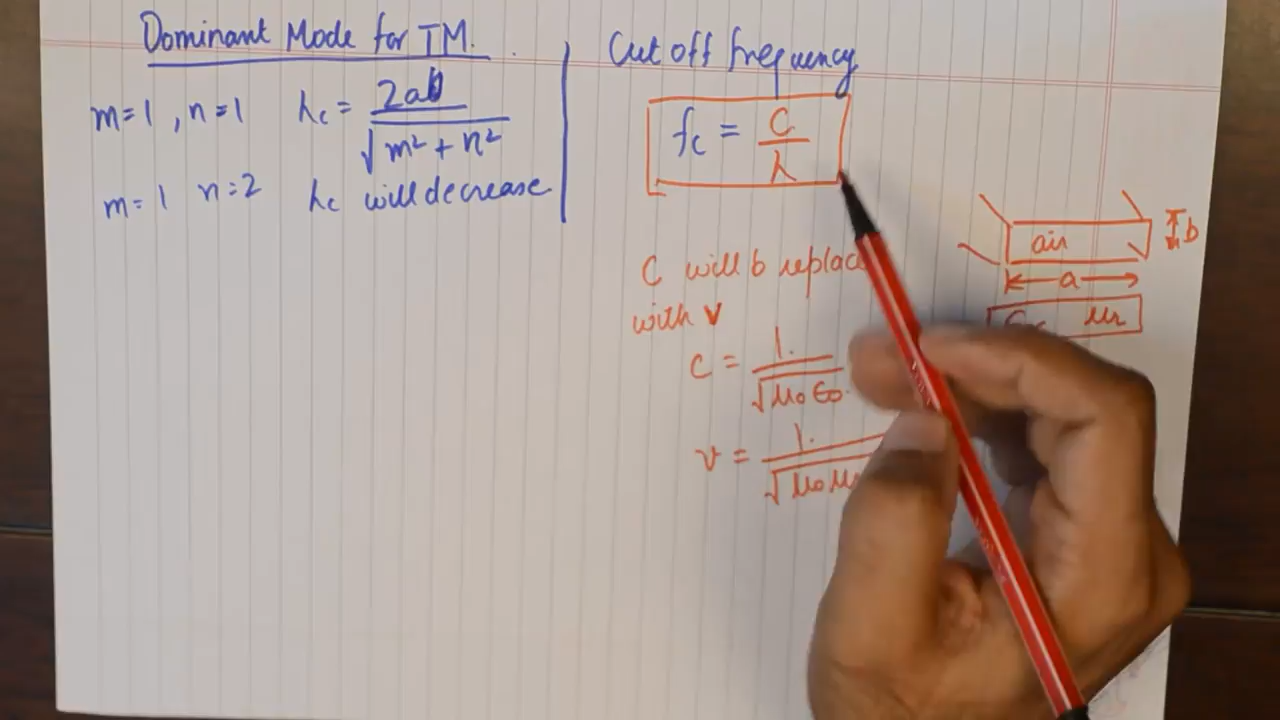 Dominant Mode for TM.
m=1, n=1 λc = 2ab / √m² + n²
m=1 n=2 λc will decrease
Cut off frequency
fc = C / λ
C will b replac
with v
c = 1. / √μ₀ ϵ₀.
v = 1. / √μ₀ μ
air
b
a
μr